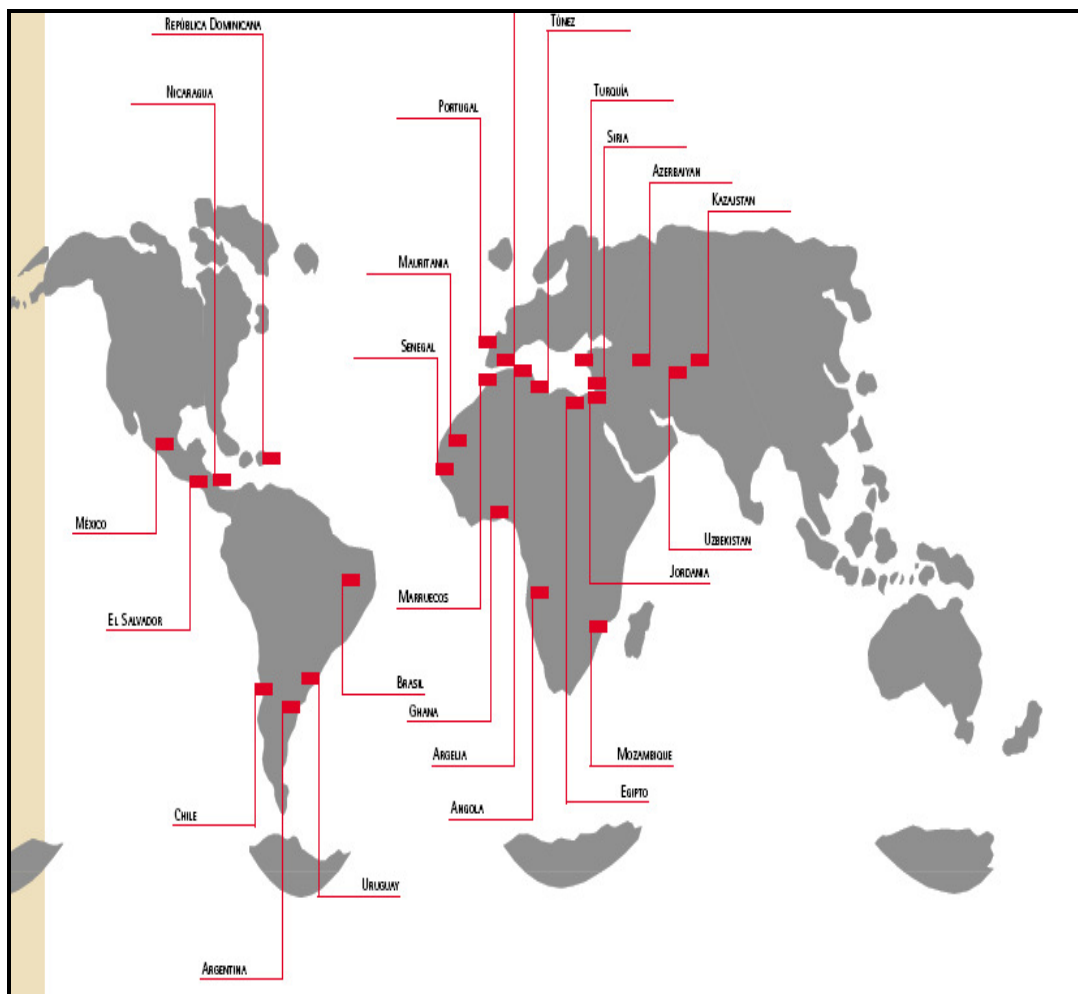 República Dominicana
Túnez
Nicaragua
Turquía
Portugal
Siria
Azerbaiyan
Kazajstan
Mauritania
Senegal
México
Uzbekistan
Jordania
Marruecos
El Salvador
Brasil
Ghana
Argelia
Mozambique
Egipto
Angola
Chile
Uruguay
Argentina